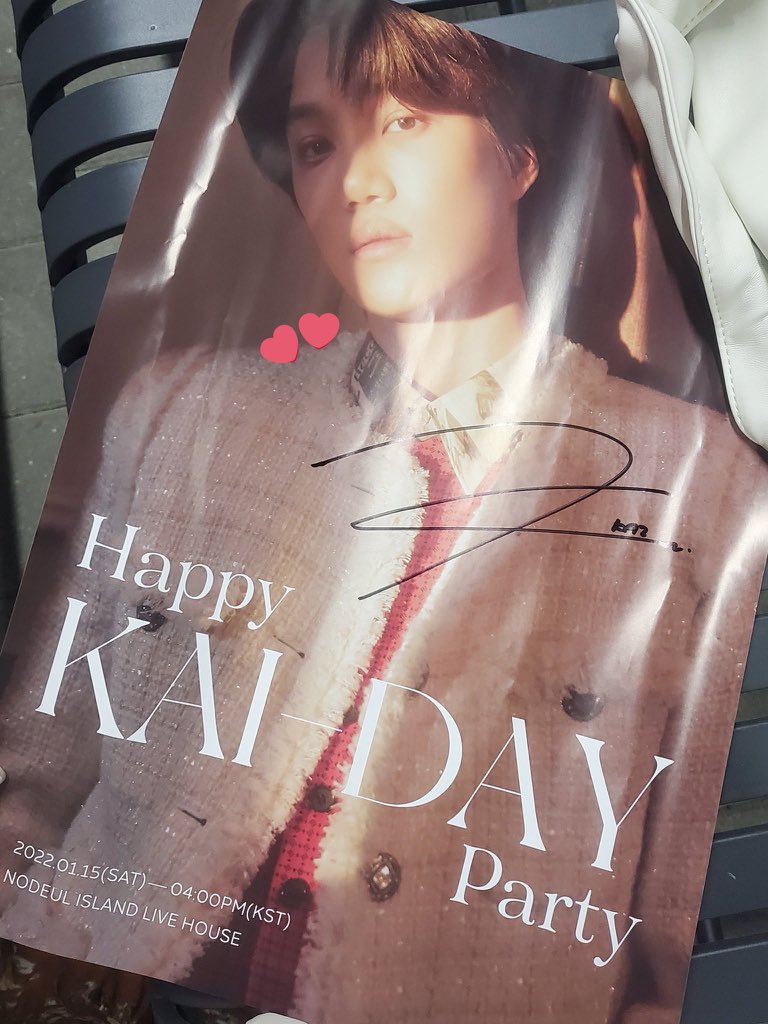 Happy
KAI-DAY
Party
2022.01.15(SAT)— 04:00PM(KST)
NODEUL ISLAND LIVE HOUSE